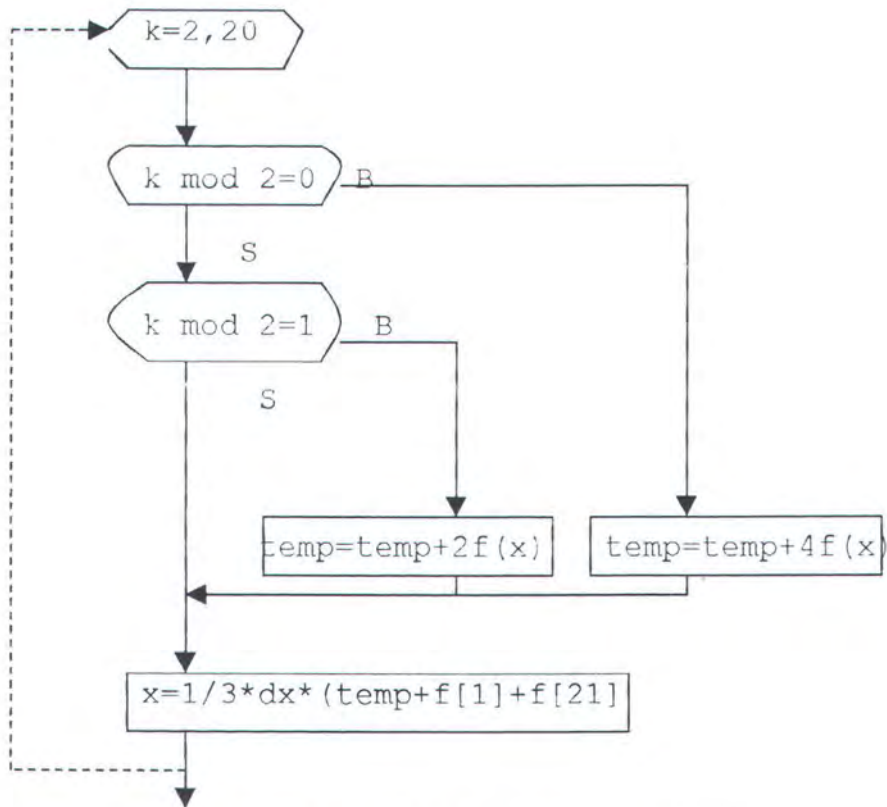 k=2,20
k mod 2=0
B
S
k mod 2=1
B
S
temp=temp+2f(x)
temp=temp+4f(x)
x=1/3*dx*(temp+f[1]+f[21]